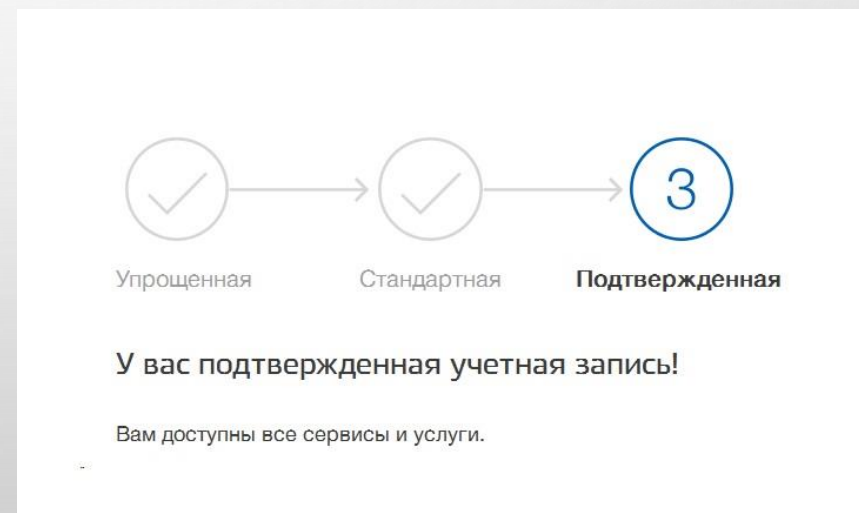 3
Упрощенная Стандартная Подтвержденная
У вас подтвержденная учетная запись!
Вам доступны все сервисы и услуги.